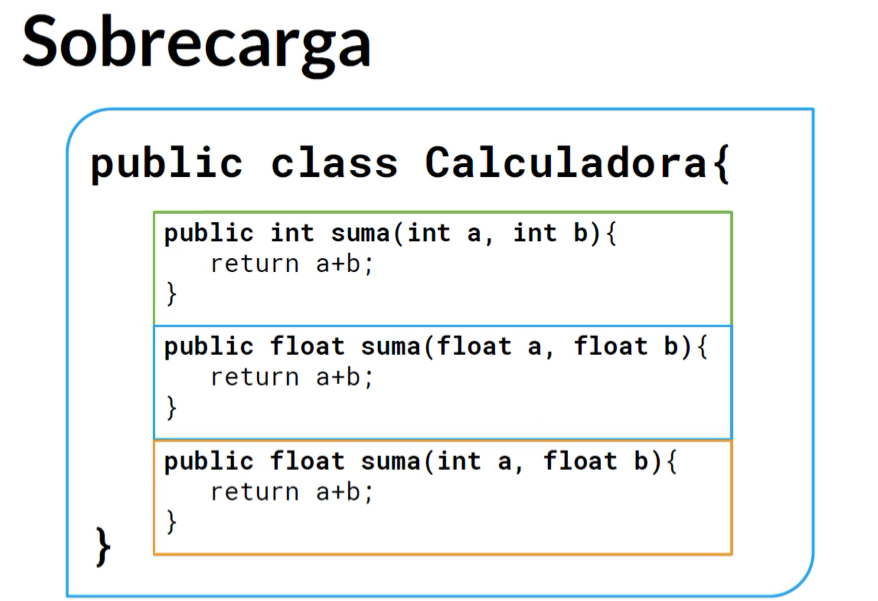 Sobrecarga
public class Calculadora{
public int suma(int a, int b){
return a+b;
}
public float suma(float a, float b){
return a+b;
}
public float suma(int a, float b){
return a+b;
}
}